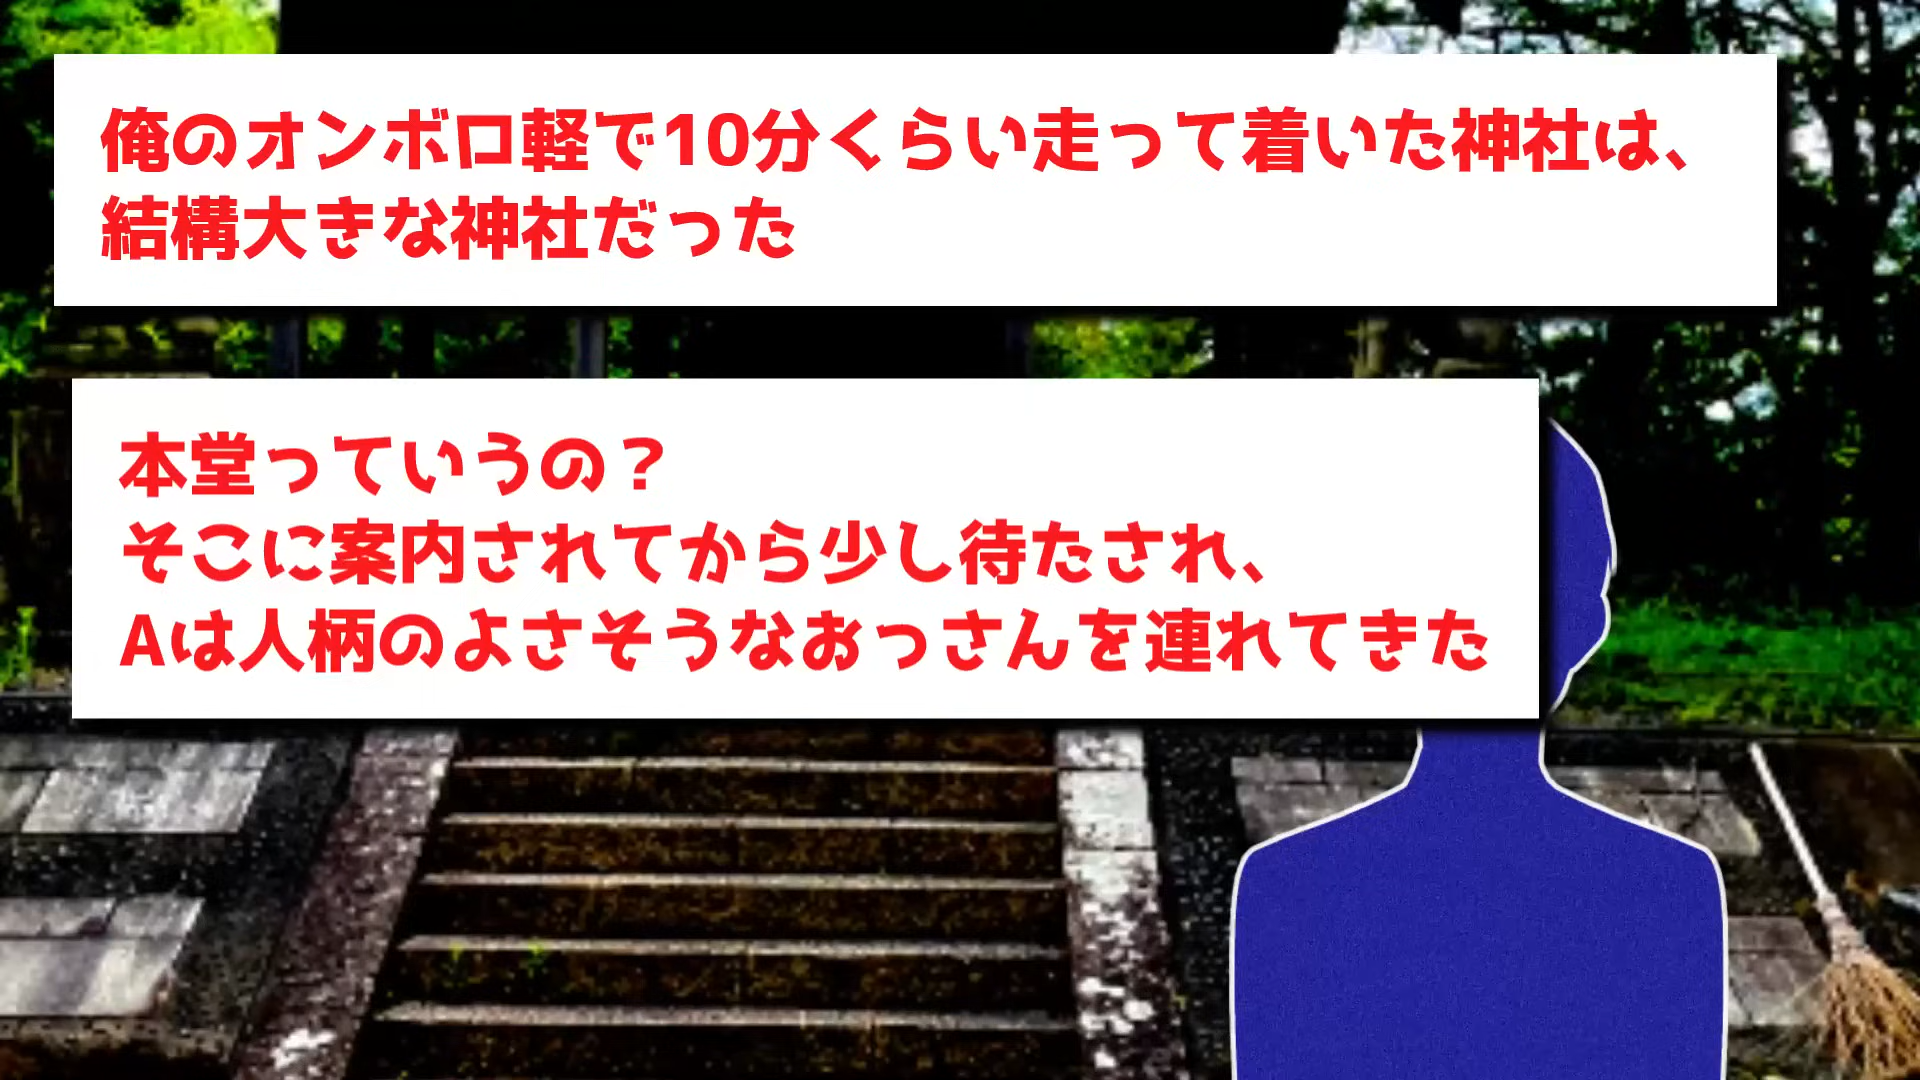 俺のオンボロ軽で10分くらい走って着いた神社は、
結構大きな神社だった
本堂っていうの？
そこに案内されてから少し待たされ、
Aは人柄のよさそうなおっさんを連れてきた